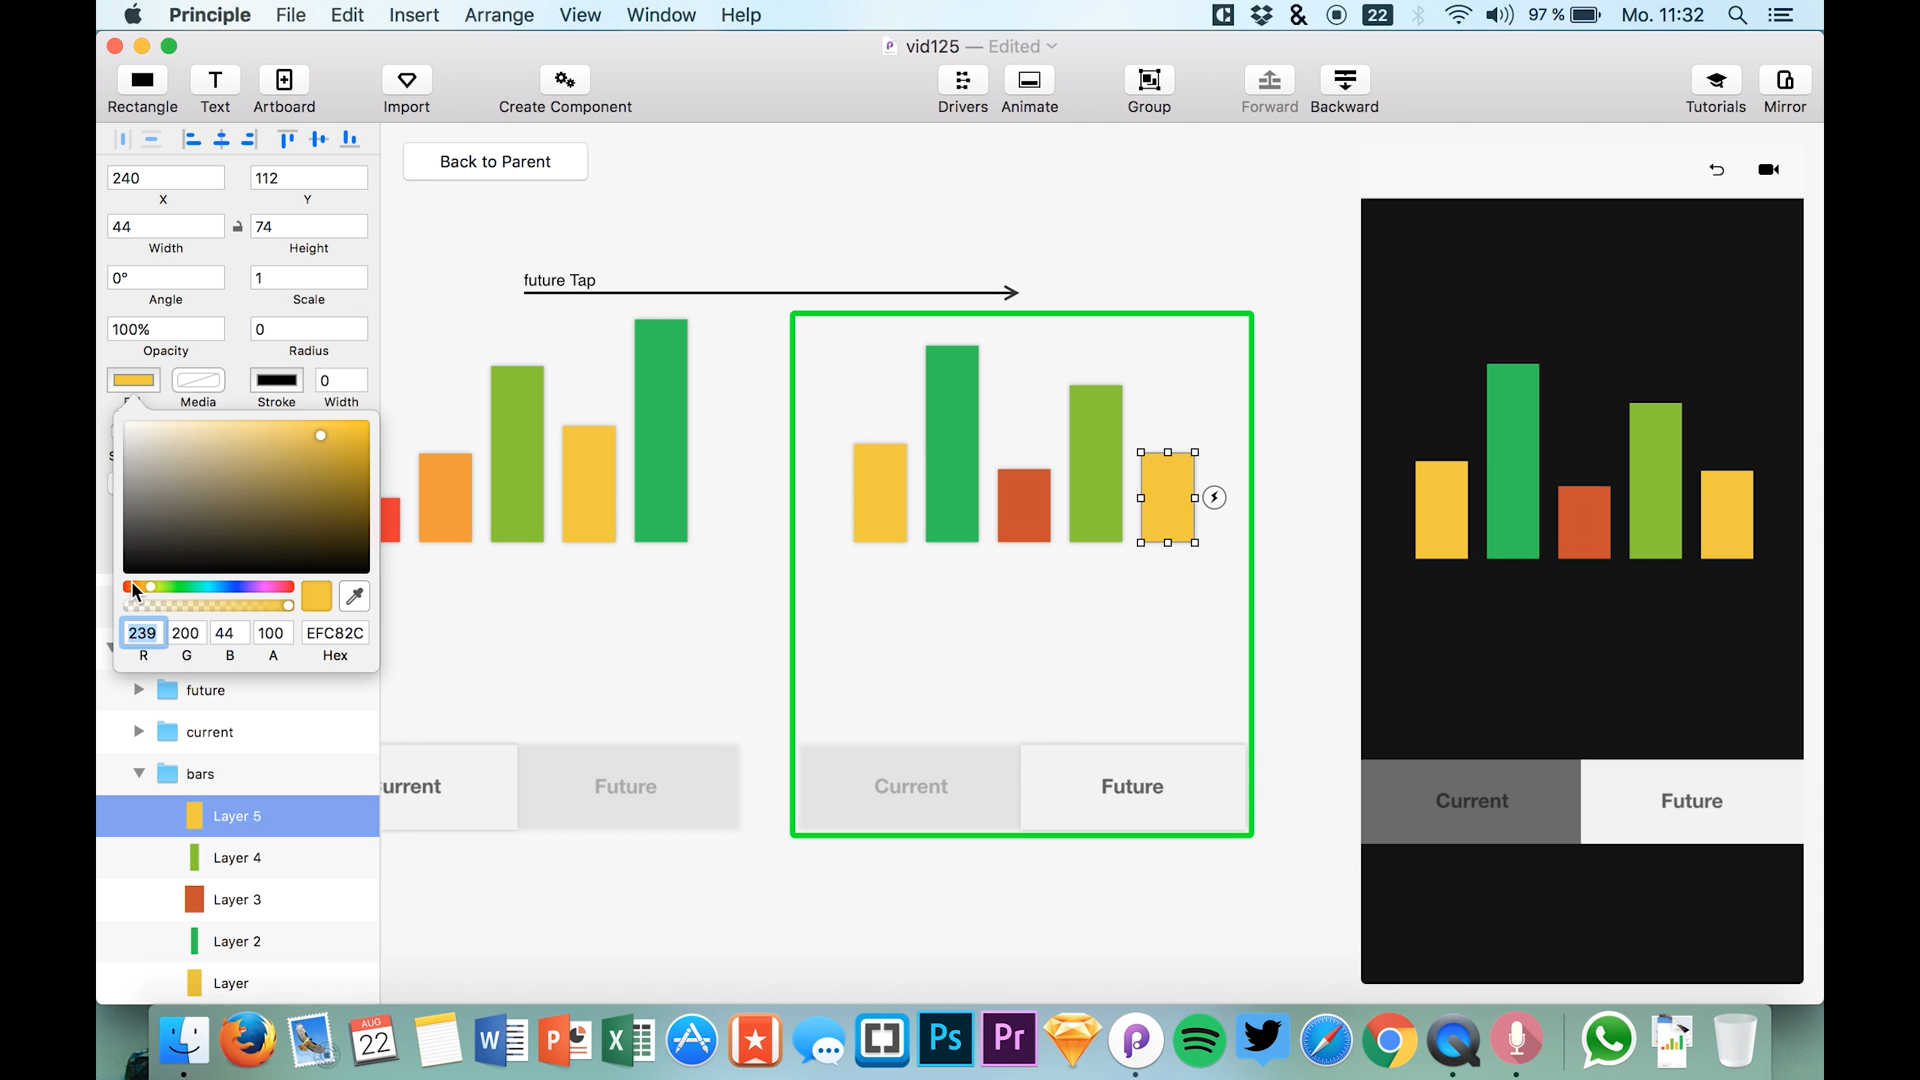 Principle File Edit Insert Arrange View Window Help
22 97 % Mo. 11:32
vid125 — Edited
Rectangle Text Artboard Import Create Component Drivers Animate Group Forward Backward Tutorials Mirror
240 112
X Y
44 74
Width Height
0° 1
Angle Scale
100% 0
Opacity Radius
0
Media Stroke Width
239 200 44 100 EFC82C
R G B A Hex
future
current
bars
Layer 5
Layer 4
Layer 3
Layer 2
Layer
Back to Parent
future Tap
urrent Future
Current Future
Current Future
AUG
22
Ps Pr